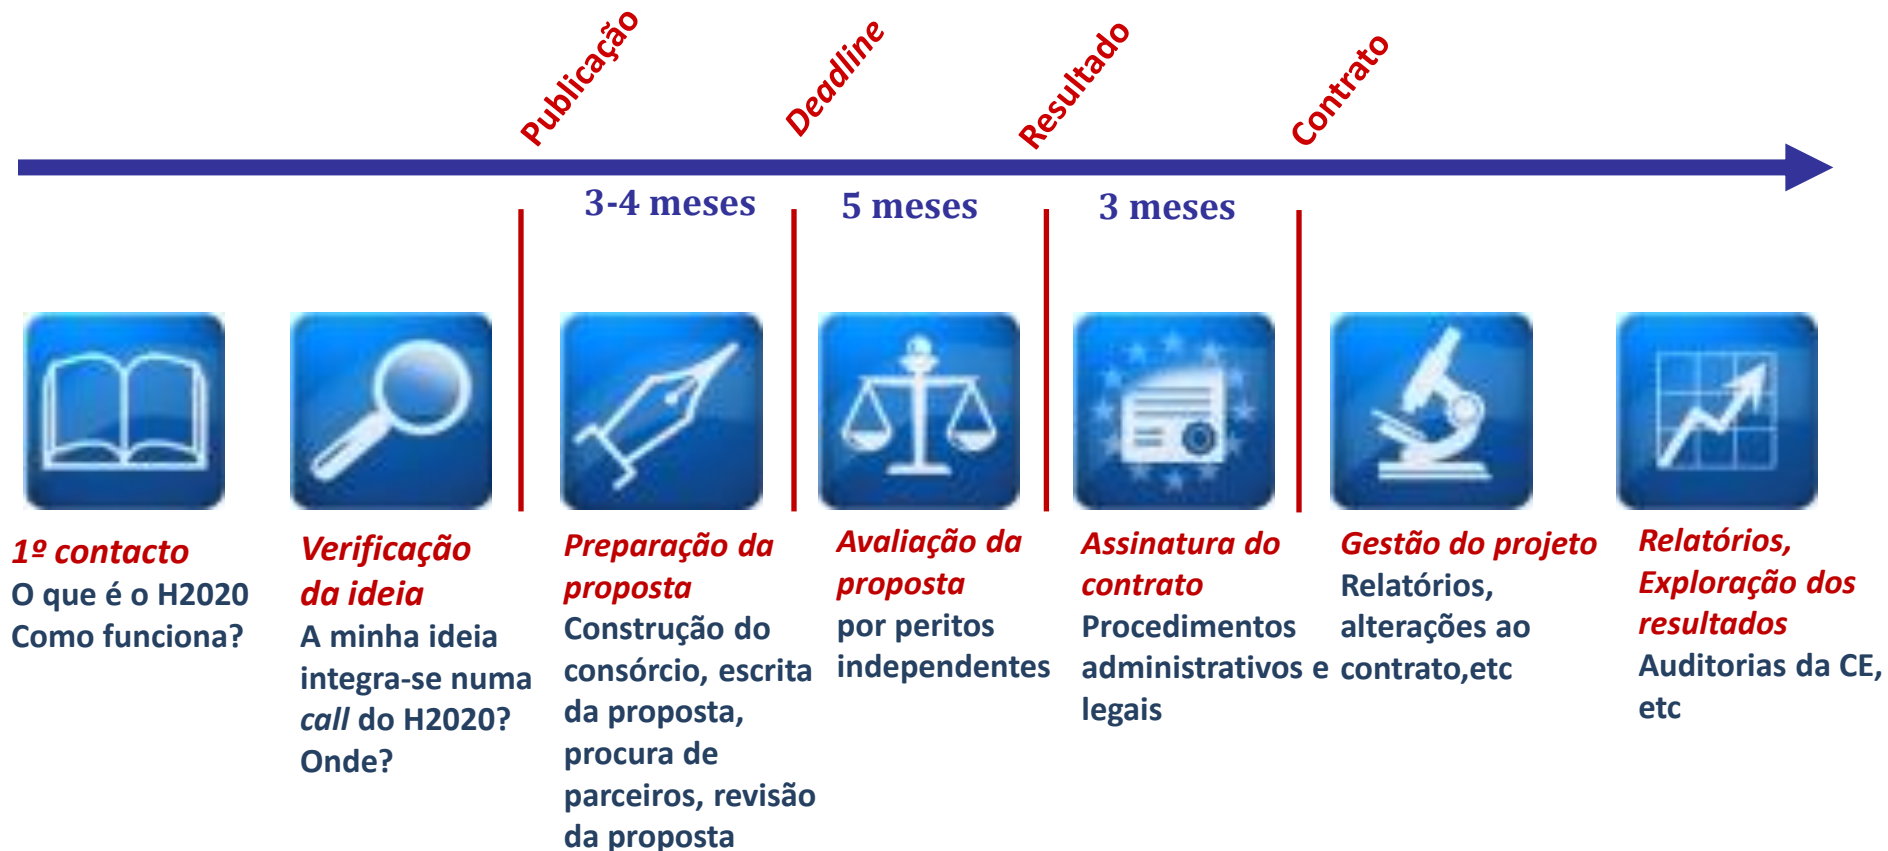 Publicação
Deadline
Resultado
Contrato
3-4 meses
5 meses
3 meses
1º contacto
O que é o H2020
Como funciona?
Verificação
da ideia
A minha ideia
integra-se numa
call do H2020?
Onde?
Preparação da
proposta
Construção do
consórcio, escrita
da proposta,
procura de
parceiros, revisão
da proposta
Avaliação da
proposta
por peritos
independentes
Assinatura do
contrato
Procedimentos
administrativos e
legais
Gestão do projeto
Relatórios,
alterações ao
contrato,etc
Relatórios,
Exploração dos
resultados
Auditorias da CE,
etc